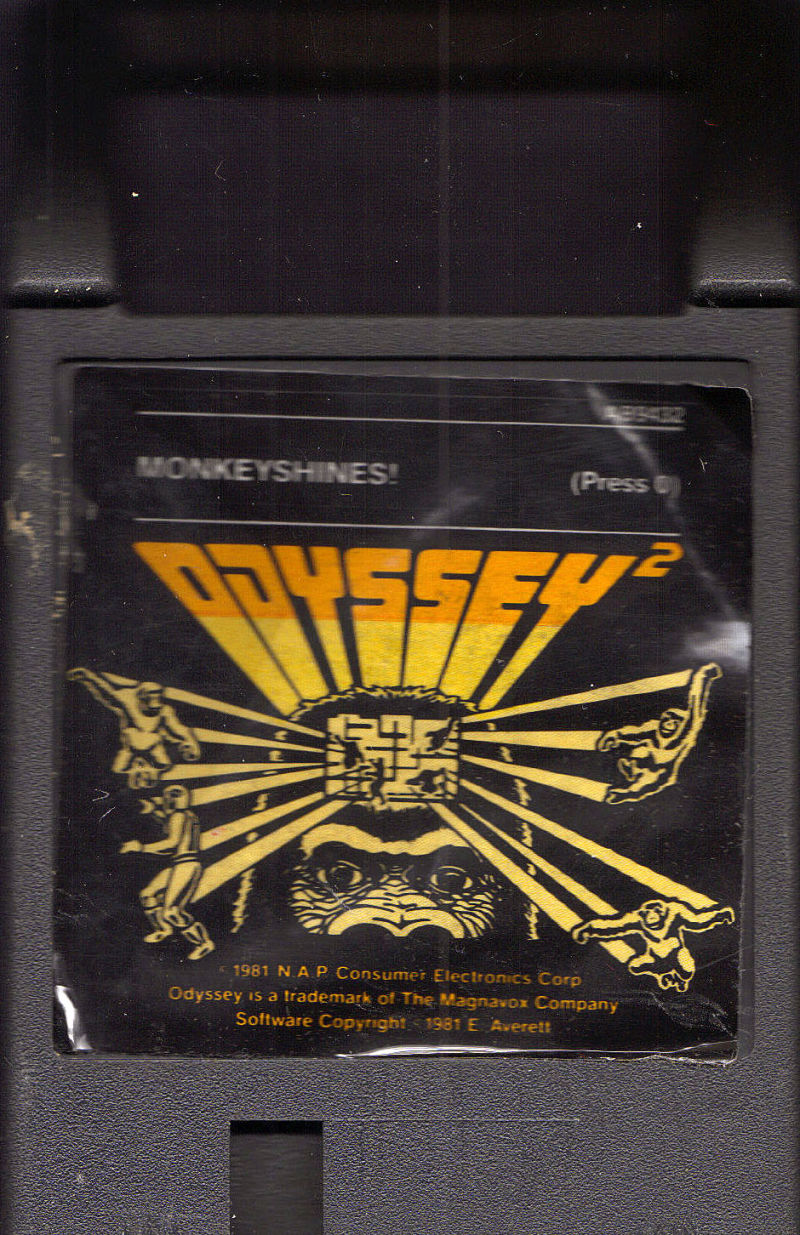 AB9432
MONKEYSHINES!
(Press 0)
ODYSSEY²
© 1981 N.A.P. Consumer Electronics Corp
Odyssey is a trademark of The Magnavox Company
Software Copyright © 1981 E. Averett